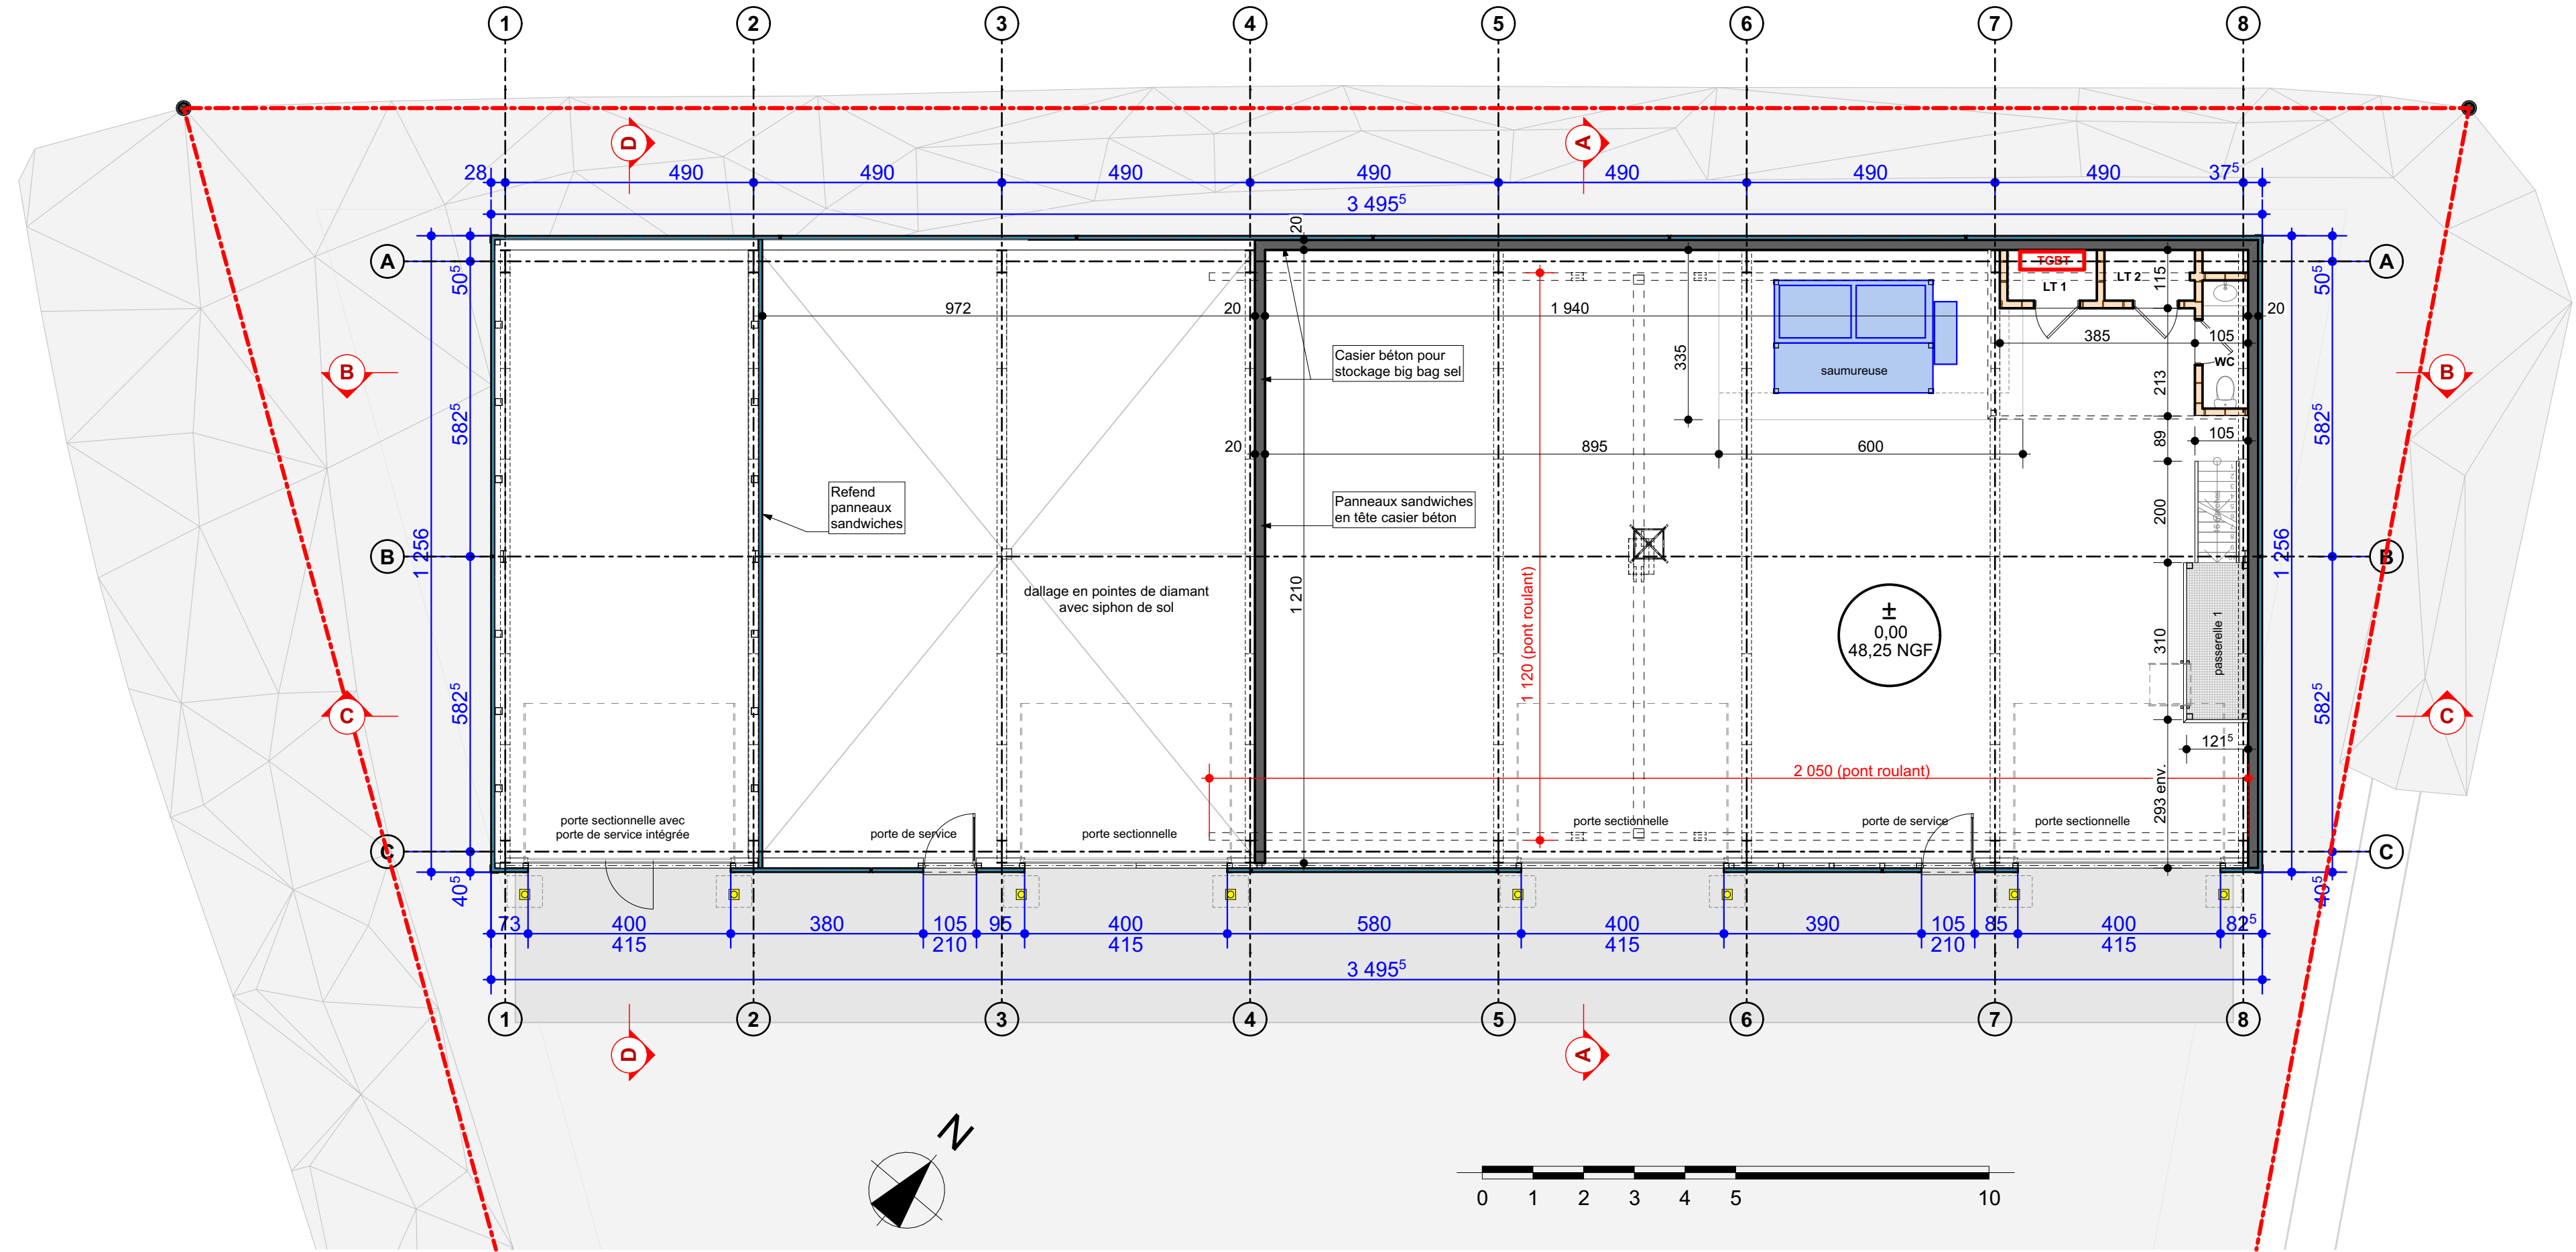 1 2 3 4 5 6 7 8
D A
28 490 490 490 490 490 490 490 37⁵
3 495⁵
20
A A
50⁵ 50⁵
TGBT
LT 1
LT 2
115
972 20 1 940 20
385 105
335
Casier béton pour
stockage big bag sel
saumureuse
WC
B B
213
582⁵ 582⁵
89
105
20 895 600
Refend
panneaux
sandwiches
Panneaux sandwiches
en tête casier béton
200
B B
1 256 1 256
dallage en pointes de diamant
avec siphon de sol
1 210
1 120 (pont roulant)
±
0,00
48,25 NGF
310
passerelle 1
582⁵ 582⁵
C C
121⁵
2 050 (pont roulant)
293 env.
porte sectionnelle avec
porte de service intégrée
porte de service
porte sectionnelle
porte sectionnelle
porte de service
porte sectionnelle
C C
40⁵ 40⁵
73 400 380 105 95 400 580 400 390 105 85 400 82⁵
415 210 415 415 210 415
3 495⁵
1 2 3 4 5 6 7 8
D A
N
0 1 2 3 4 5 10